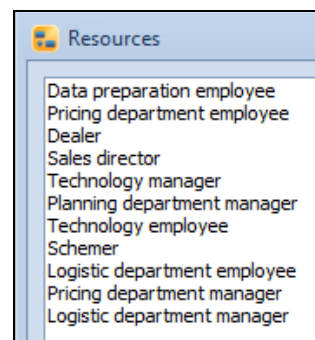 Resources
Data preparation employee
Pricing department employee
Dealer
Sales director
Technology manager
Planning department manager
Technology employee
Schemer
Logistic department employee
Pricing department manager
Logistic department manager